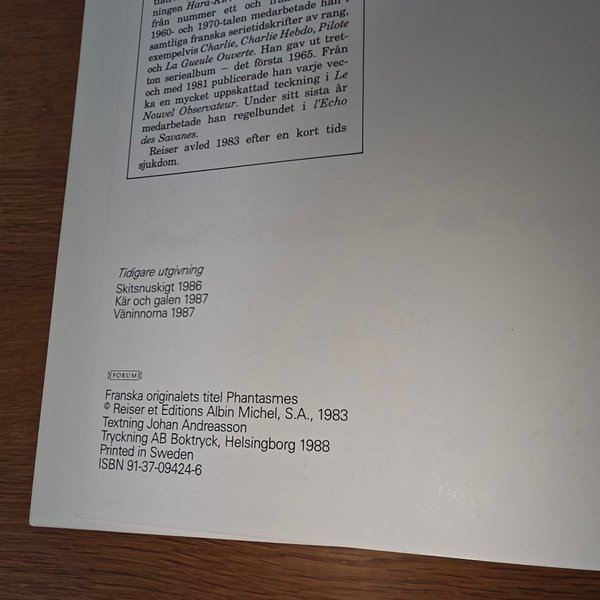 ningen Hara-Kiri
från nummer ett och
1960- och 1970-talen medarbetade han i
samtliga franska serietidskrifter av rang,
exempelvis Charlie, Charlie Hebdo, Pilote
och La Gueule Ouverte. Han gav ut tret-
ton seriealbum – det första 1965. Från
och med 1981 publicerade han varje vec-
ka en mycket uppskattad teckning i Le
Nouvel Observateur. Under sitt sista år
medarbetade han regelbundet i l'Echo
des Savanes.
Reiser avled 1983 efter en kort tids
sjukdom.
Tidigare utgivning
Skitsnuskigt 1986
Kär och galen 1987
Väninnorna 1987
FORUM
Franska originalets titel Phantasmes
© Reiser et Editions Albin Michel, S.A., 1983
Textning Johan Andreasson
Tryckning AB Boktryck, Helsingborg 1988
Printed in Sweden
ISBN 91-37-09424-6